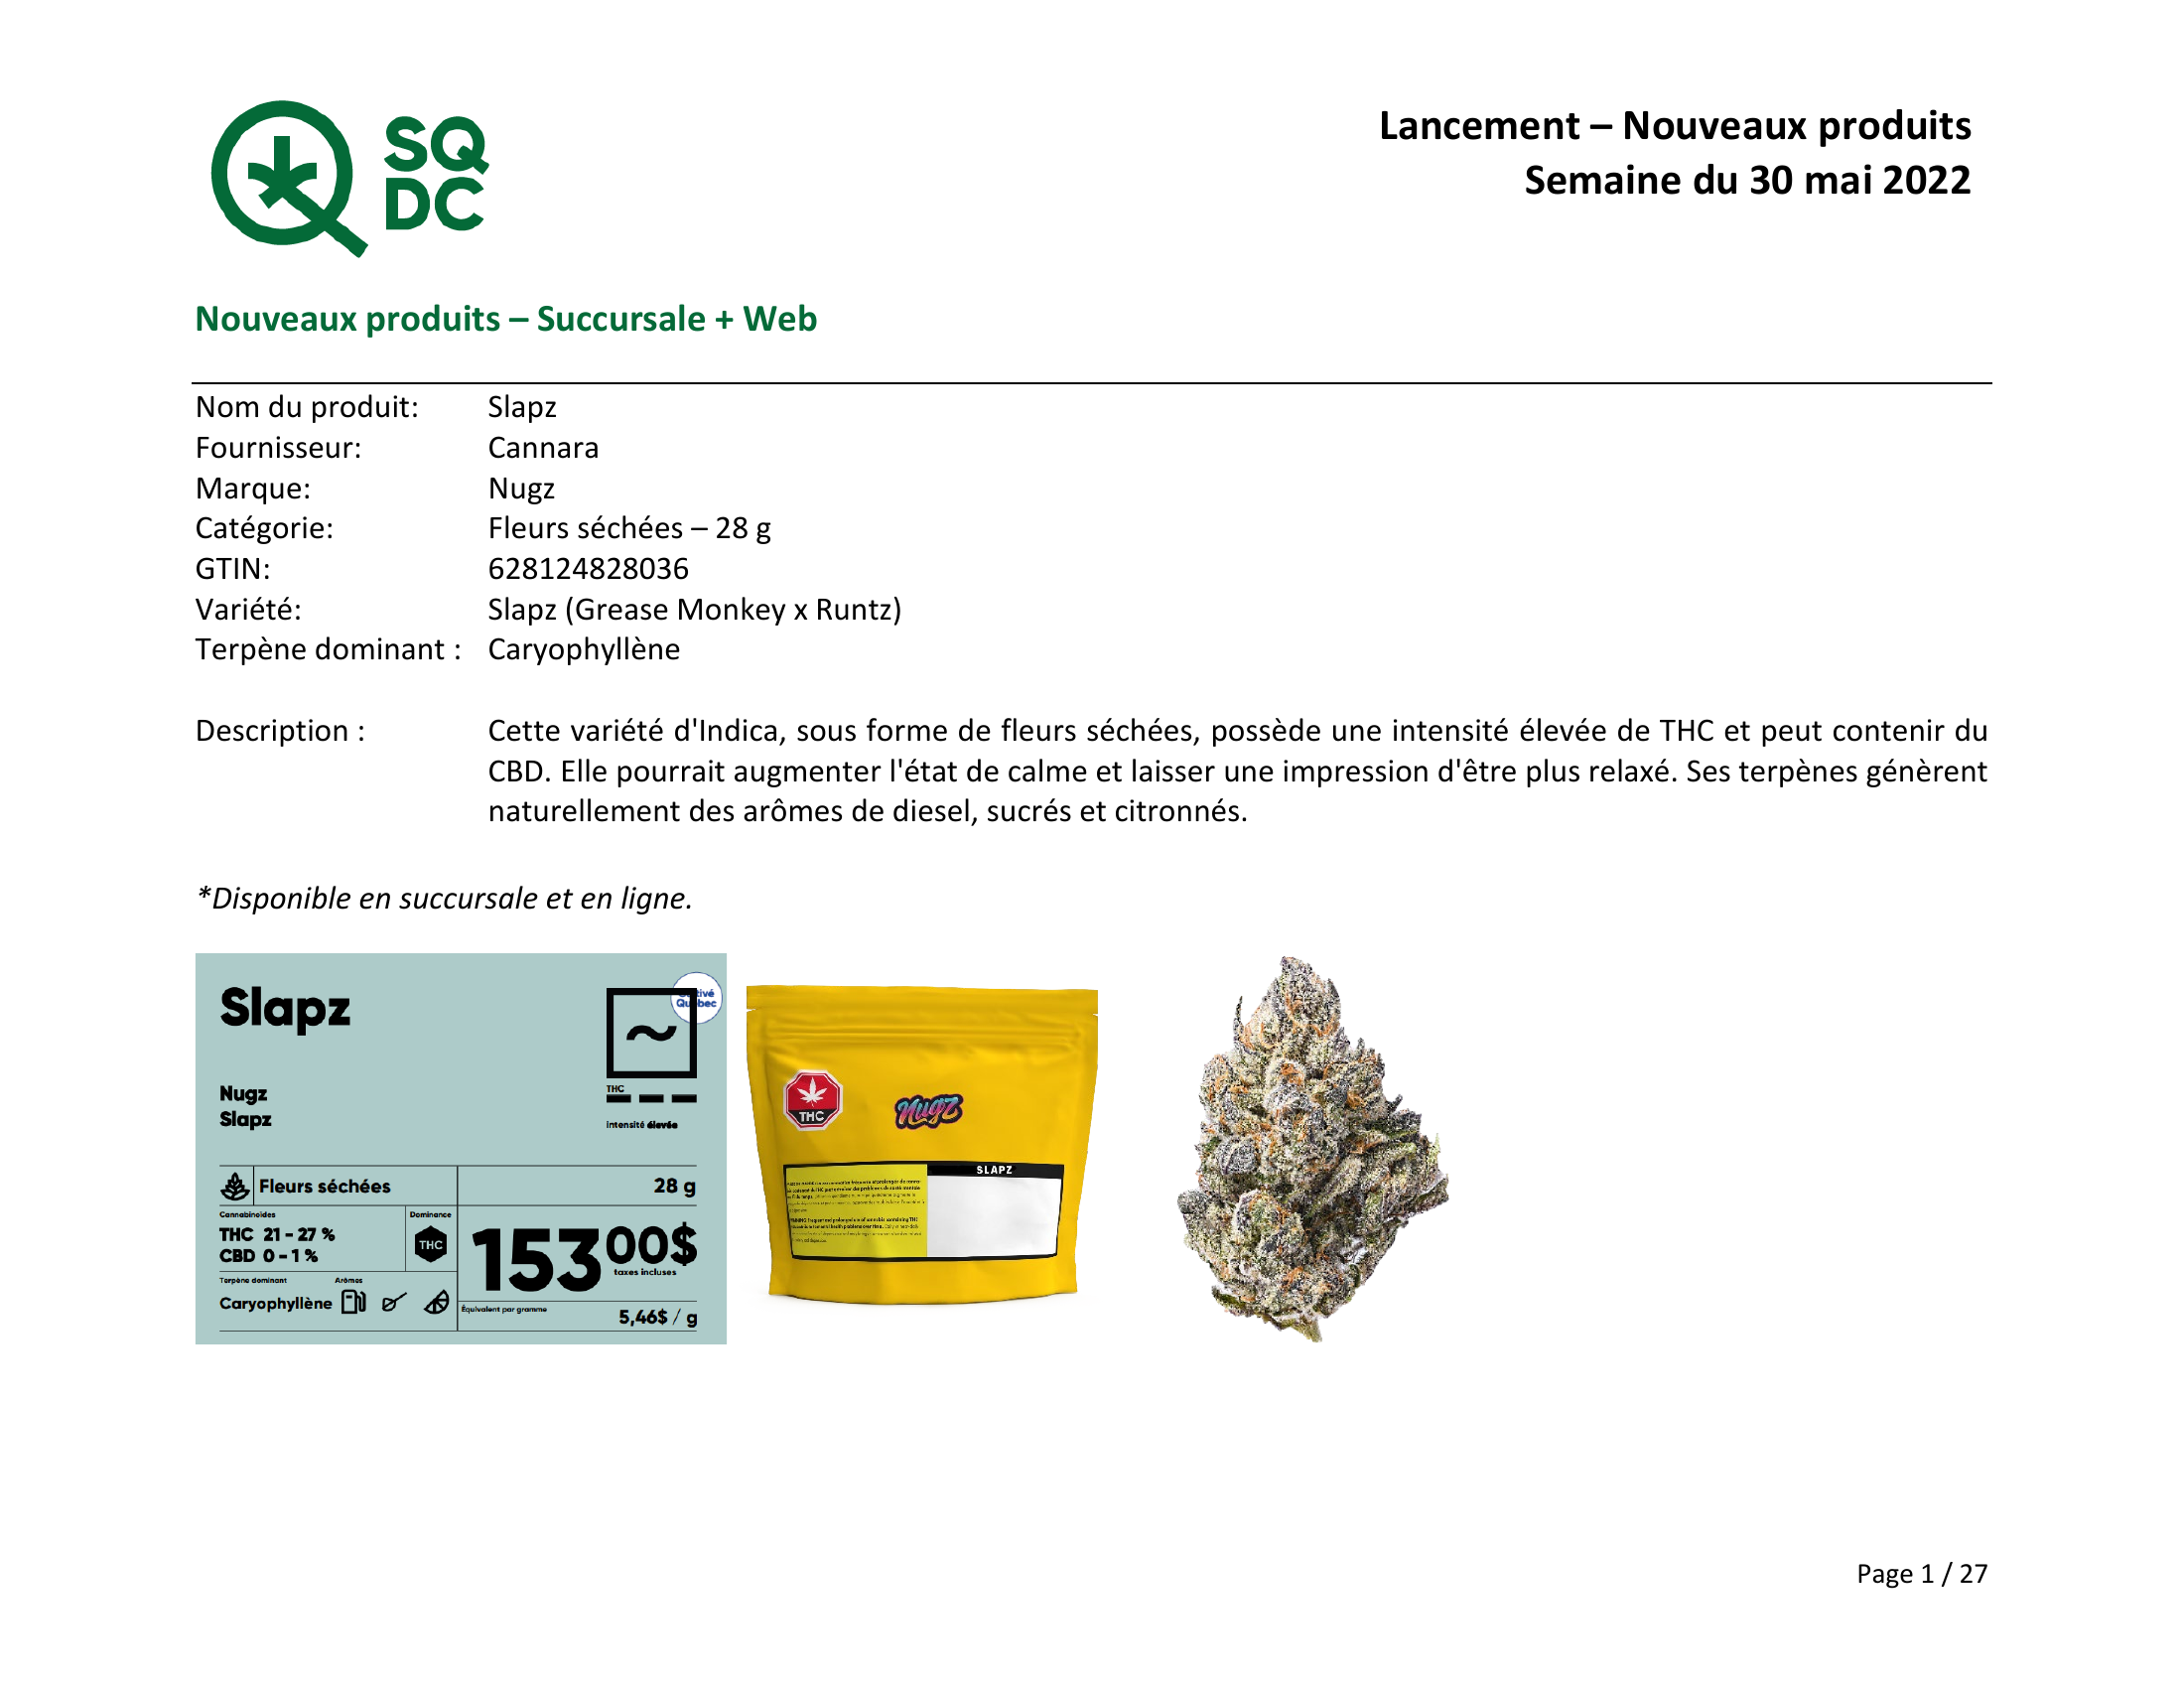 SQ
DC
Lancement – Nouveaux produits
Semaine du 30 mai 2022
Nouveaux produits – Succursale + Web
Nom du produit: Slapz
Fournisseur: Cannara
Marque: Nugz
Catégorie: Fleurs séchées – 28 g
GTIN: 628124828036
Variété: Slapz (Grease Monkey x Runtz)
Terpène dominant : Caryophyllène
Description : Cette variété d'Indica, sous forme de fleurs séchées, possède une intensité élevée de THC et peut contenir du
CBD. Elle pourrait augmenter l'état de calme et laisser une impression d'être plus relaxé. Ses terpènes génèrent
naturellement des arômes de diesel, sucrés et citronnés.
*Disponible en succursale et en ligne.
Slapz
Nugz
Slapz
THC
Intensité élevée
Fleurs séchées
28 g
Cannabinoïdes
THC 21 - 27 %
CBD 0 - 1 %
Dominance
THC
153 00$
taxes incluses
Terpène dominant
Arômes
Caryophyllène
Équivalent par gramme
5,46$ / g
THC
Nugz
SLAPZ
Page 1 / 27